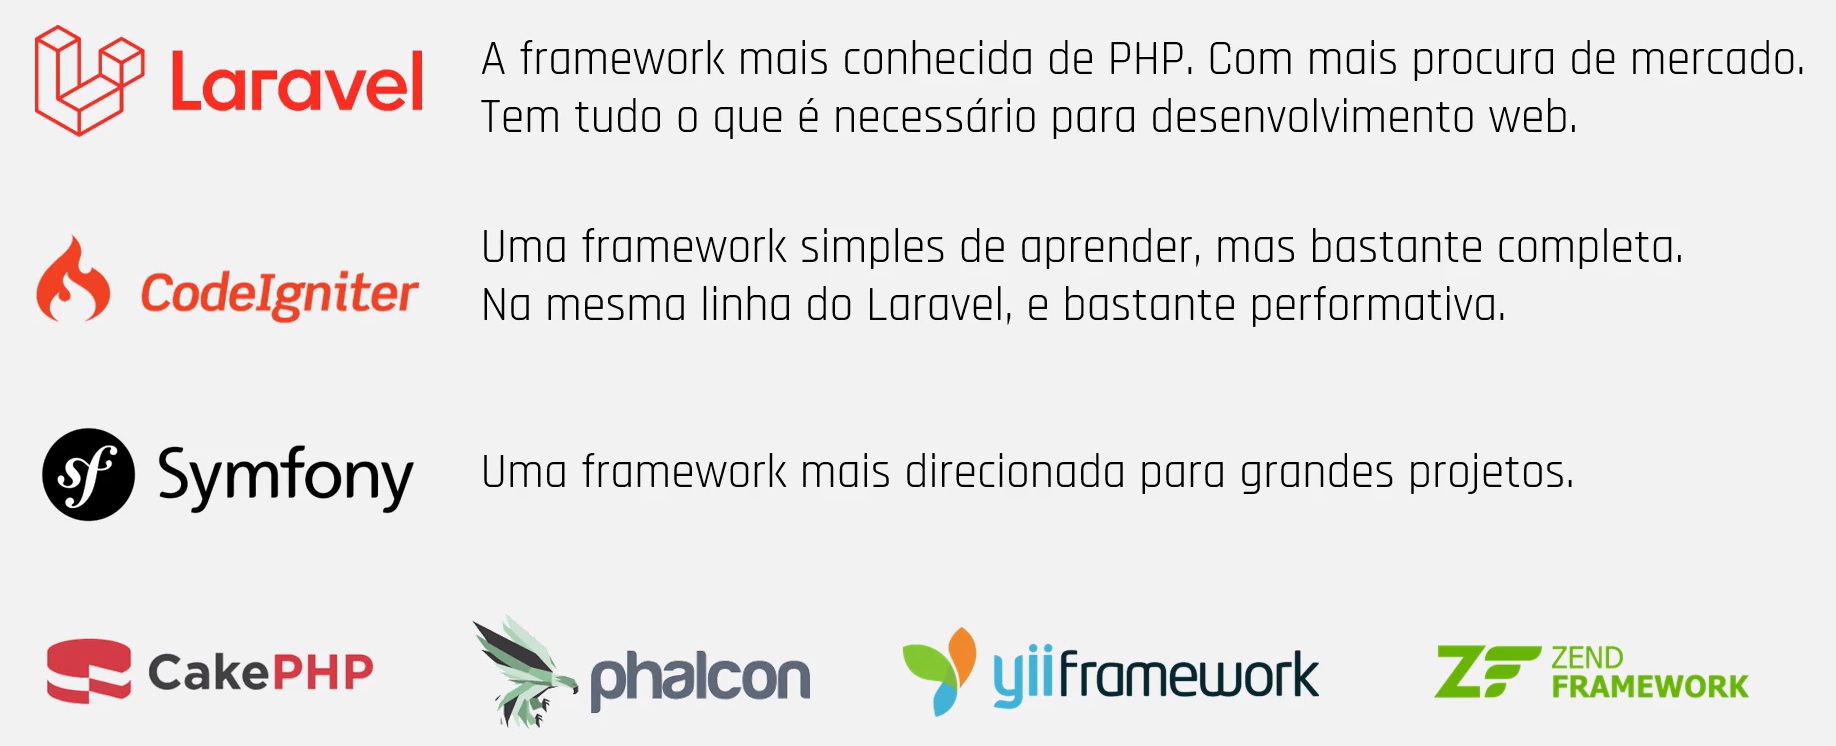 Laravel
A framework mais conhecida de PHP. Com mais procura de mercado.
Tem tudo o que é necessário para desenvolvimento web.
CodeIgniter
Uma framework simples de aprender, mas bastante completa.
Na mesma linha do Laravel, e bastante performativa.
sf Symfony
Uma framework mais direcionada para grandes projetos.
CakePHP
phalcon
yiiframework
ZF ZEND
FRAMEWORK